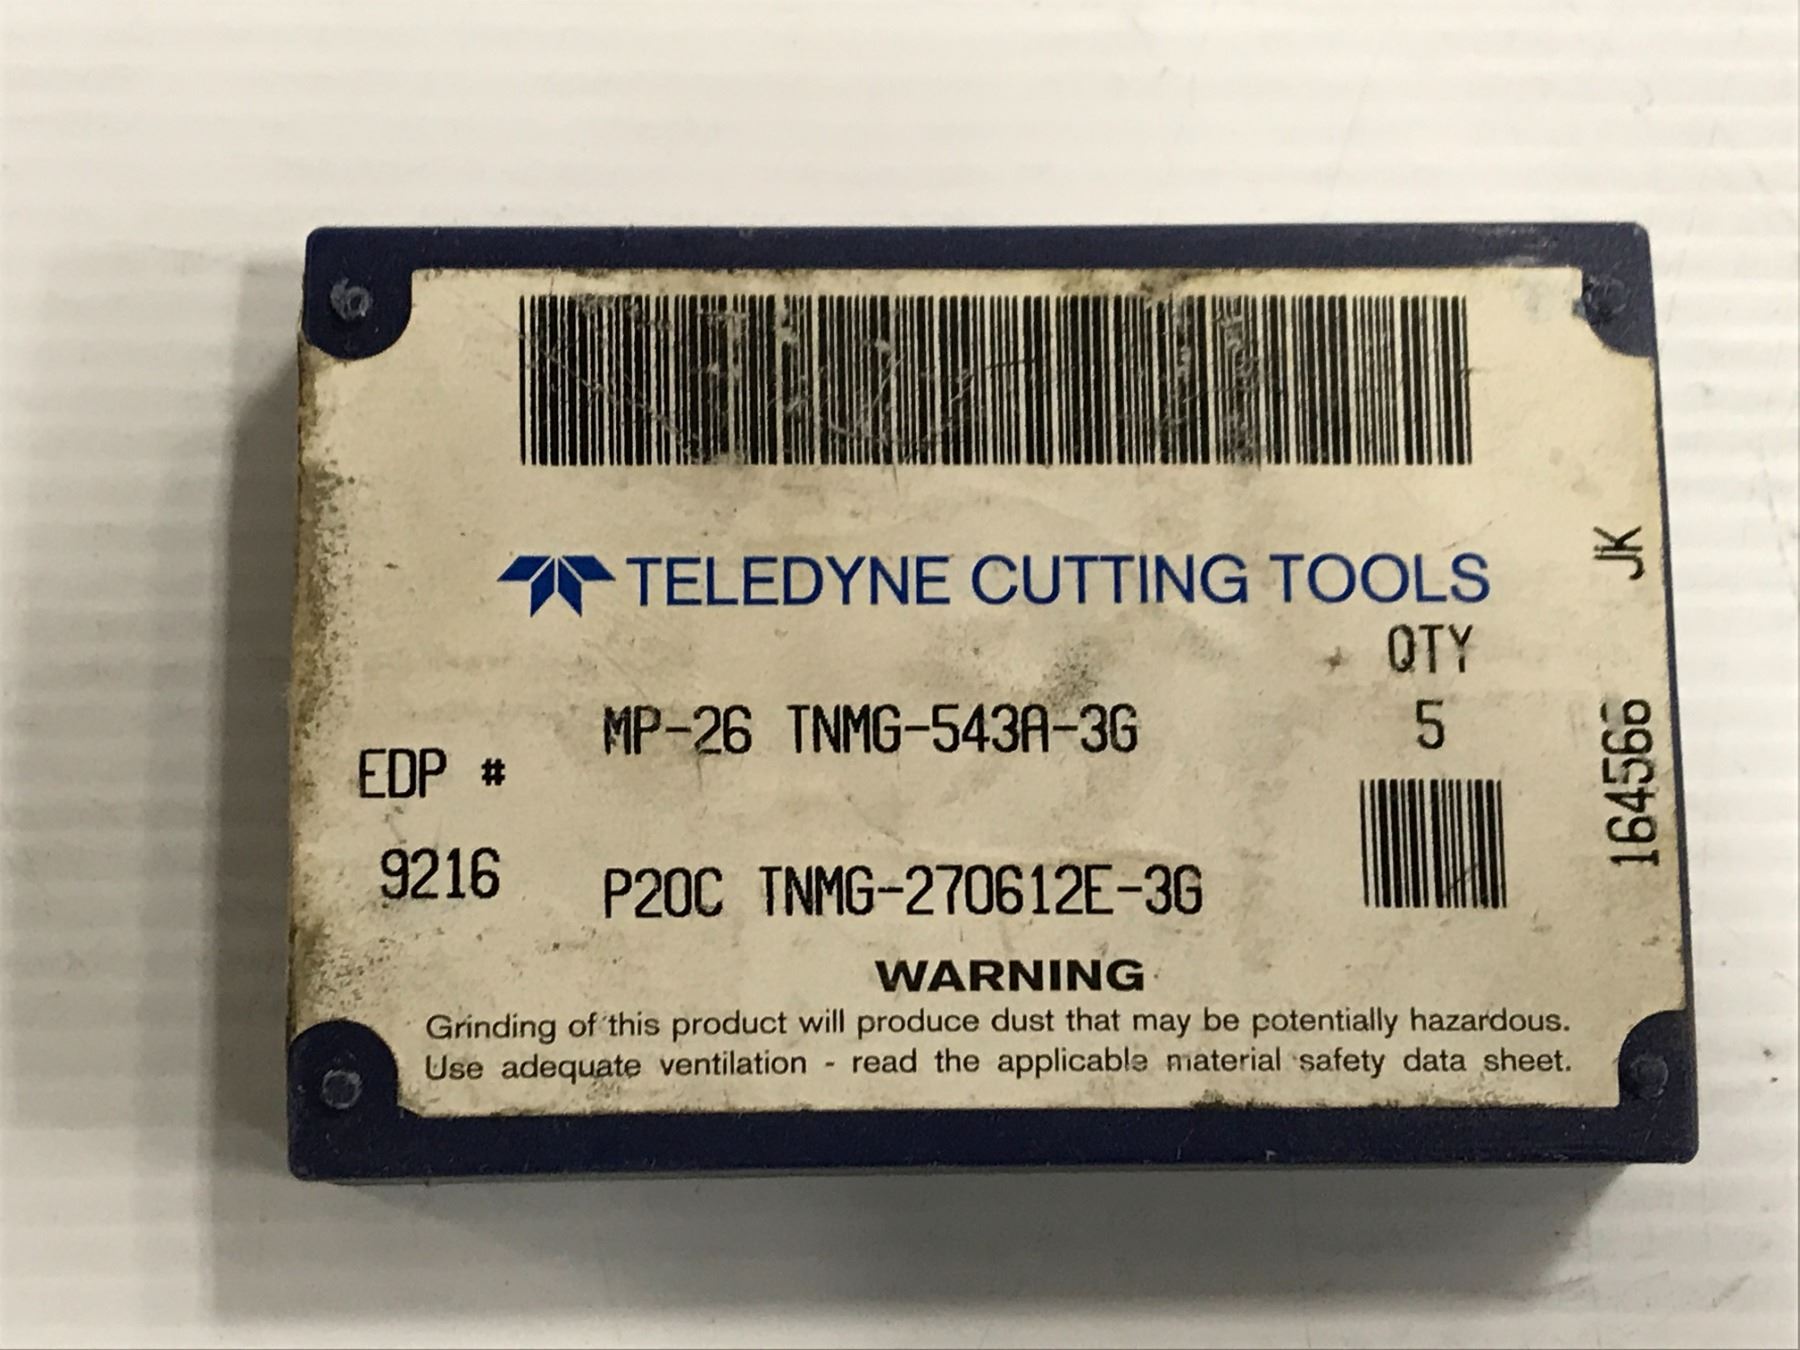 TELEDYNE CUTTING TOOLS
QTY
MP-26 TNMG-543A-3G
5
EDP #
9216
P20C TNMG-270612E-3G
WARNING
Grinding of this product will produce dust that may be potentially hazardous.
Use adequate ventilation - read the applicable material safety data sheet.
164566 JK